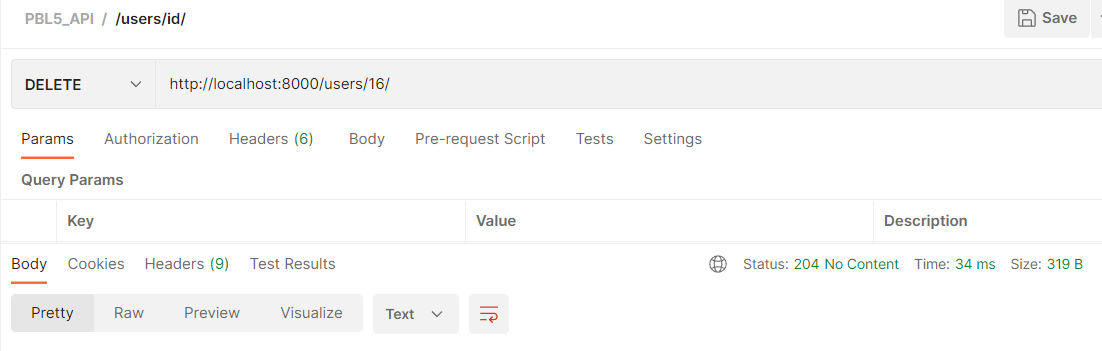 PBL5_API / /users/id/ Save
DELETE http://localhost:8000/users/16/
Params Authorization Headers (6) Body Pre-request Script Tests Settings
Query Params
Key Value Description
Body Cookies Headers (9) Test Results Status: 204 No Content Time: 34 ms Size: 319 B
Pretty Raw Preview Visualize Text